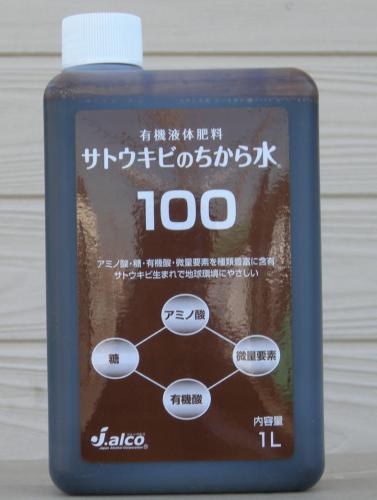 有機液体肥料
サトウキビのちから水®
100
アミノ酸・糖・有機酸・微量要素を種類豊富に含有
サトウキビ生まれで地球環境にやさしい
アミノ酸
糖
微量要素
有機酸
J.alco
Japan Alcohol Corporation
内容量
1L